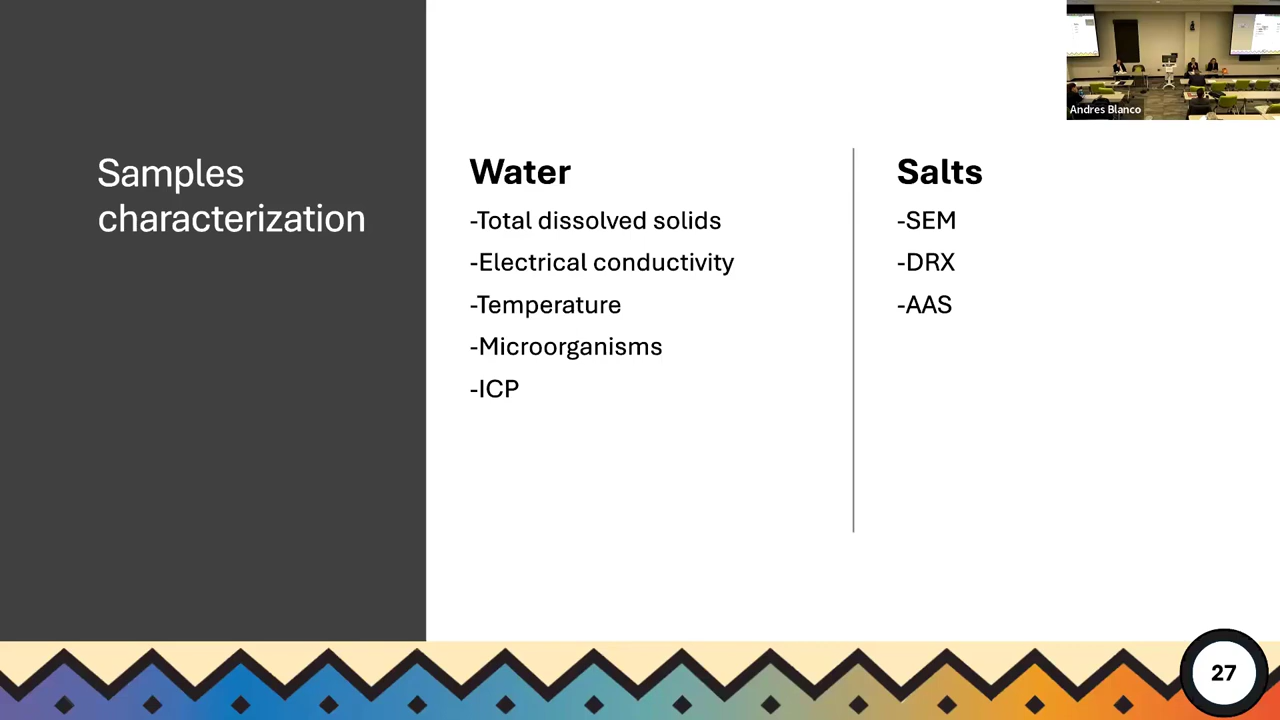 Samples
characterization
Water
-Total dissolved solids
-Electrical conductivity
-Temperature
-Microorganisms
-ICP
Salts
-SEM
-DRX
-AAS
Andres Blanco
27